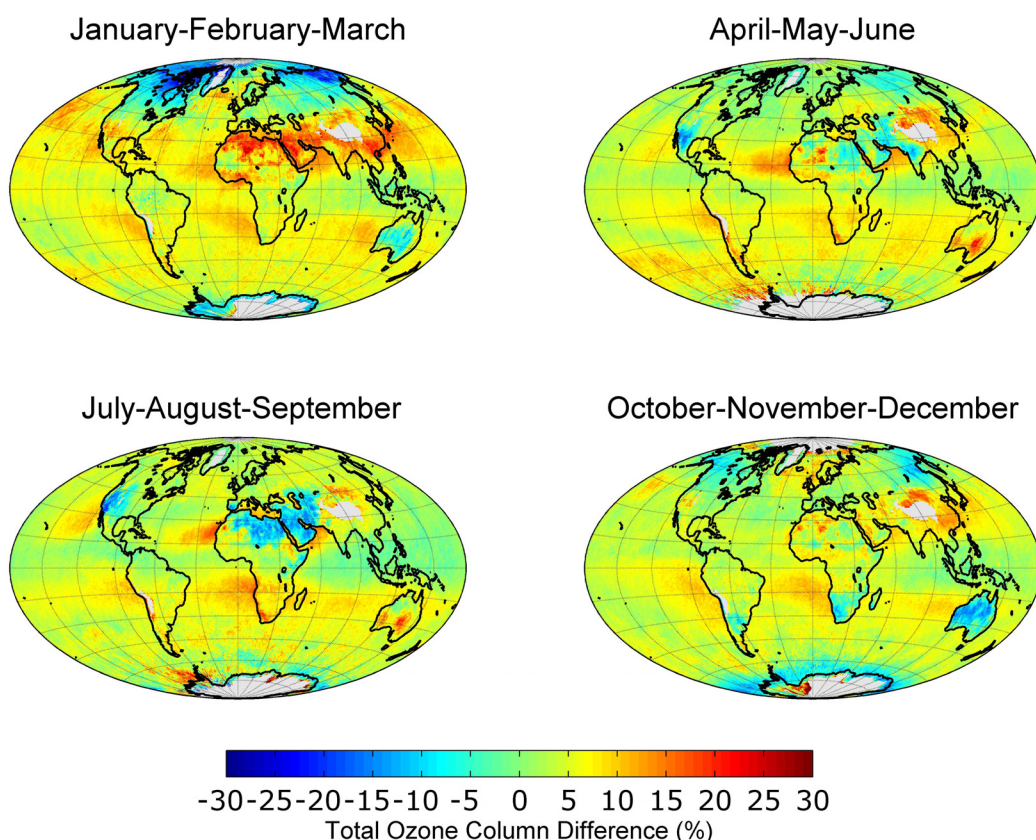 January-February-March
April-May-June
July-August-September
October-November-December
-30 -25 -20 -15 -10 -5 0 5 10 15 20 25 30
Total Ozone Column Difference (%)